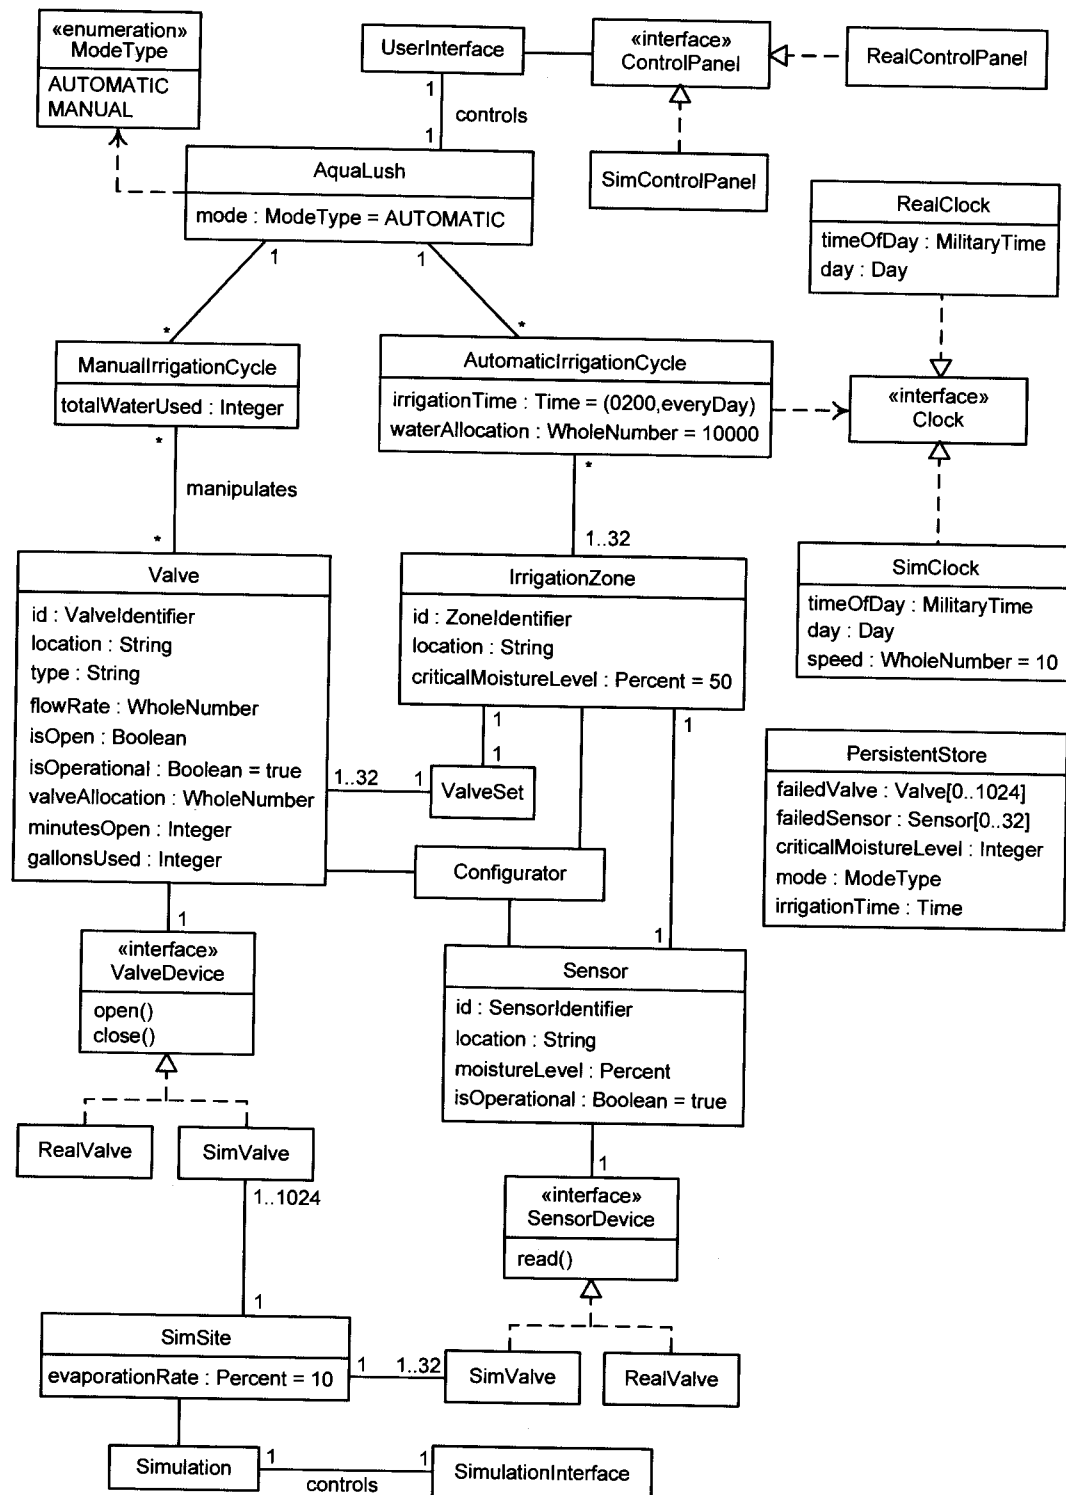 «enumeration»
ModeType
AUTOMATIC
MANUAL
UserInterface
«interface»
ControlPanel
RealControlPanel
1
controls
1
SimControlPanel
AquaLush
mode : ModeType = AUTOMATIC
1
1
RealClock
timeOfDay : MilitaryTime
day : Day
*
*
ManualIrrigationCycle
totalWaterUsed : Integer
AutomaticIrrigationCycle
irrigationTime : Time = (0200,everyDay)
waterAllocation : WholeNumber = 10000
«interface»
Clock
*
manipulates
*
*
1..32
Valve
id : ValveIdentifier
location : String
type : String
flowRate : WholeNumber
isOpen : Boolean
isOperational : Boolean = true
valveAllocation : WholeNumber
minutesOpen : Integer
gallonsUsed : Integer
IrrigationZone
id : ZoneIdentifier
location : String
criticalMoistureLevel : Percent = 50
SimClock
timeOfDay : MilitaryTime
day : Day
speed : WholeNumber = 10
1
1
1
1..32
1
ValveSet
Configurator
PersistentStore
failedValve : Valve[0..1024]
failedSensor : Sensor[0..32]
criticalMoistureLevel : Integer
mode : ModeType
irrigationTime : Time
1
«interface»
ValveDevice
open()
close()
1
Sensor
id : SensorIdentifier
location : String
moistureLevel : Percent
isOperational : Boolean = true
RealValve
SimValve
1..1024
1
«interface»
SensorDevice
read()
1
SimSite
evaporationRate : Percent = 10
1
1..32
SimValve
RealValve
Simulation
1
controls
1
SimulationInterface